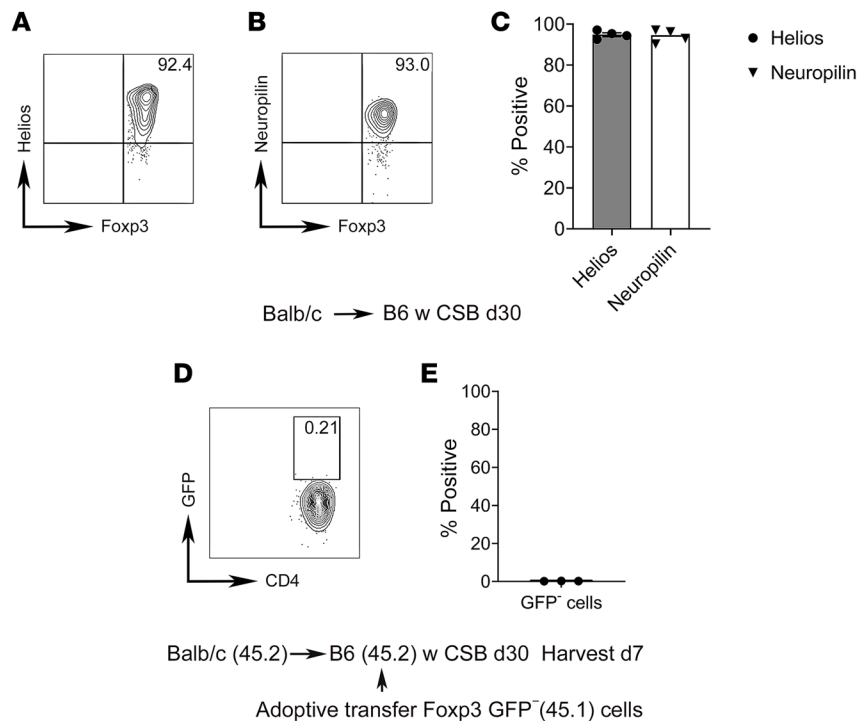 A
92.4
Helios
Foxp3
B
93.0
Neuropilin
Foxp3
C
100
80
60
40
20
0
% Positive
Helios
Neuropilin
Helios
Neuropilin
Balb/c → B6 w CSB d30
D
0.21
GFP
CD4
E
100
80
60
40
20
0
% Positive
GFP⁻ cells
Balb/c (45.2) → B6 (45.2) w CSB d30 Harvest d7
Adoptive transfer Foxp3 GFP⁻(45.1) cells